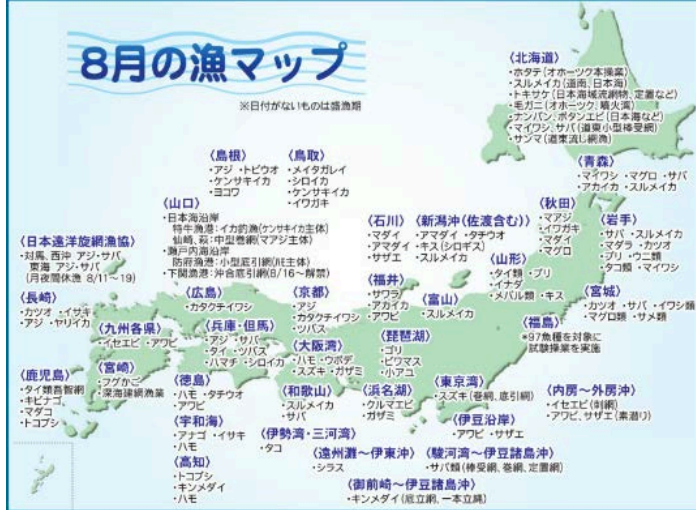 8月の漁マップ
※日付がないものは盛漁期
〈北海道〉
・ホタテ(オホーツク本操業)
・スルメイカ(道南、日本海)
・トキサケ(日本海域流網物、定置など)
・毛ガニ(オホーツク、噴火湾)
・ナンバン、ボタンエビ(日本海など)
・マイワシ、サバ(道東小型棒受網)
・サンマ(道東流し網漁)
〈青森〉
・マイワシ・マグロ・サバ
・アカイカ・スルメイカ
〈島根〉
・アジ・トビウオ
・ケンサキイカ
・ヨコワ
〈鳥取〉
・メイタガレイ
・シロイカ
・ケンサキイカ
・イワガキ
〈山口〉
・日本海沿岸
特牛漁港:イカ釣漁(ケンサキイカ主体)
仙崎、萩:中型巻網(マアジ主体)
・瀬戸内海沿岸
防府漁港:小型底引網(鱧主体)
・下関漁港:沖合底引網(8/16〜解禁)
〈石川〉
・マダイ
・アマダイ
・サザエ
〈新潟沖(佐渡含む)〉
・アマダイ・タチウオ
・キス(シロギス)
・スルメイカ
〈秋田〉
・マアジ
・イワガキ
・マダイ
・マグロ
〈岩手〉
・サバ・スルメイカ
・マダラ・カツオ
・ブリ・ウニ類
・タコ類・マイワシ
〈日本遠洋旋網漁協〉
・対馬、西沖 アジ・サバ
東海 アジ・サバ
(月夜間休漁 8/11〜19)
〈山形〉
・タイ類・ブリ
・イナダ
・メバル類・キス
〈長崎〉
・カツオ・イサキ
・アジ・ヤリイカ
〈広島〉
・カタクチイワシ
〈京都〉
・アジ
・カタクチイワシ
・ツバス
〈福井〉
・サワラ
・アカイカ
・アワビ
〈富山〉
・スルメイカ
〈宮城〉
・カツオ・サバ・イワシ類
・マグロ類・サメ類
〈九州各県〉
・イセエビ・アワビ
〈兵庫・但馬〉
・アジ・サバ
・タイ・ツバス
・ハマチ・シロイカ
〈大阪湾〉
・ハモ・ウボゼ
・スズキ・ガザミ
〈琵琶湖〉
・ゴリ
・ビワマス
・小アユ
〈福島〉
*97魚種を対象に
試験操業を実施
〈鹿児島〉
・タイ類吾智網
・キビナゴ
・マダコ
・トコブシ
〈宮崎〉
・フグかご
・深海延縄漁業
〈徳島〉
・ハモ・タチウオ
・アワビ
〈和歌山〉
・スルメイカ
・サバ
〈浜名湖〉
・クルマエビ
・ガザミ
〈東京湾〉
・スズキ(巻網、底引網)
〈内房〜外房沖〉
・イセエビ(刺網)
・アワビ、サザエ(素潜り)
〈宇和海〉
・アナゴ・イサキ
・ハモ
〈伊勢湾・三河湾〉
・タコ
〈伊豆沿岸〉
・アワビ・サザエ
〈高知〉
・トコブシ
・キンメダイ
・ハモ
〈遠州灘〜伊東沖〉
・シラス
〈駿河湾〜伊豆諸島沖〉
・サバ類(棒受網、巻網、定置網)
〈御前崎〜伊豆諸島沖〉
・キンメダイ(底立網、一本立縄)